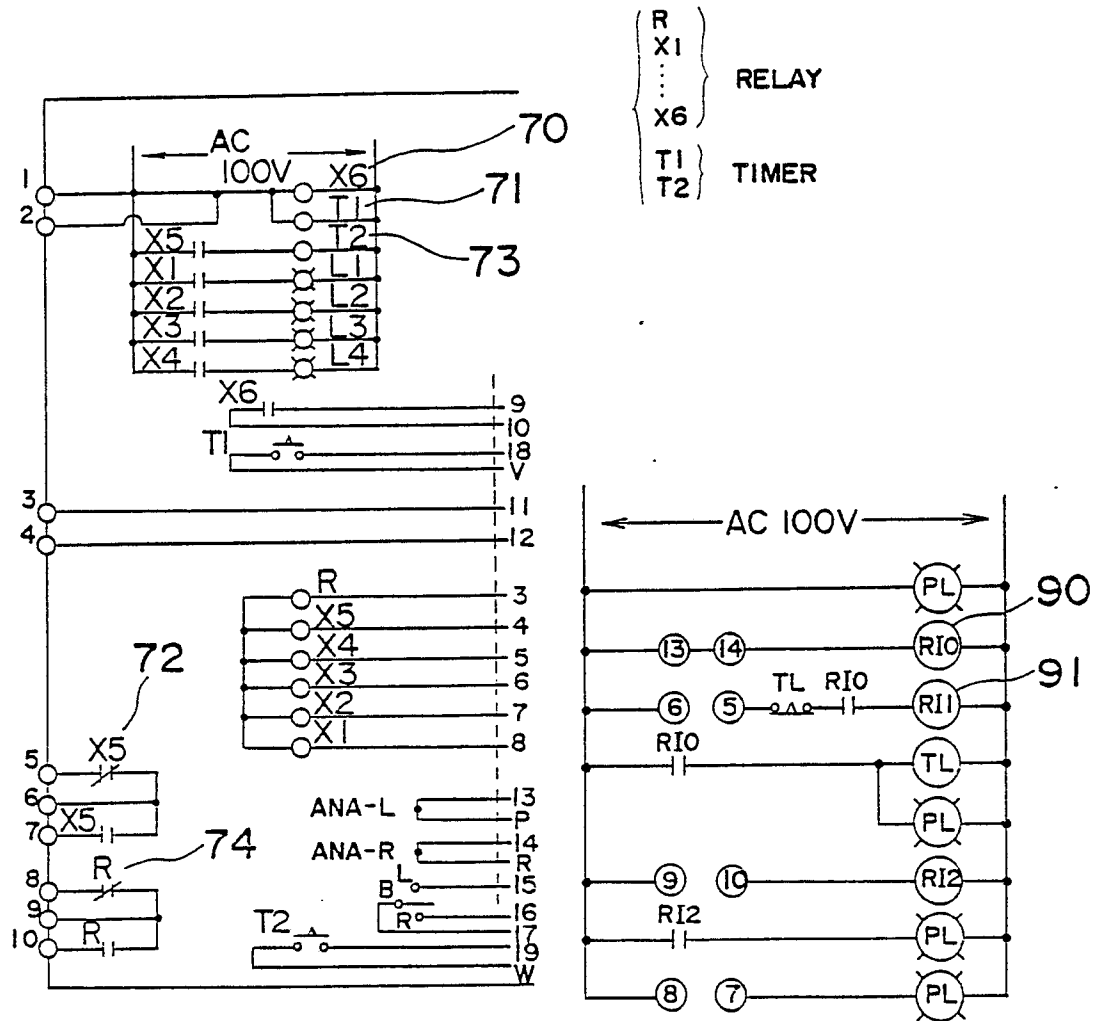 R
X1
X6
RELAY
T1
T2
TIMER
AC
100V
70
1
X6
71
2
T1
X5
T2
73
X1
L1
X2
L2
X3
L3
X4
L4
X6
9
10
T1
18
V
3
11
4
12
R
3
X5
4
X4
5
X3
6
X2
7
X1
8
72
5
X5
6
7
X5
74
8
R
9
10
R
ANA-L
13
P
ANA-R
14
R
L
15
B
R
16
17
T2
19
W
AC 100V
PL
90
13
14
RI0
91
6
5
TL
RI0
RI1
RI0
TL
PL
9
10
RI2
RI2
PL
8
7
PL